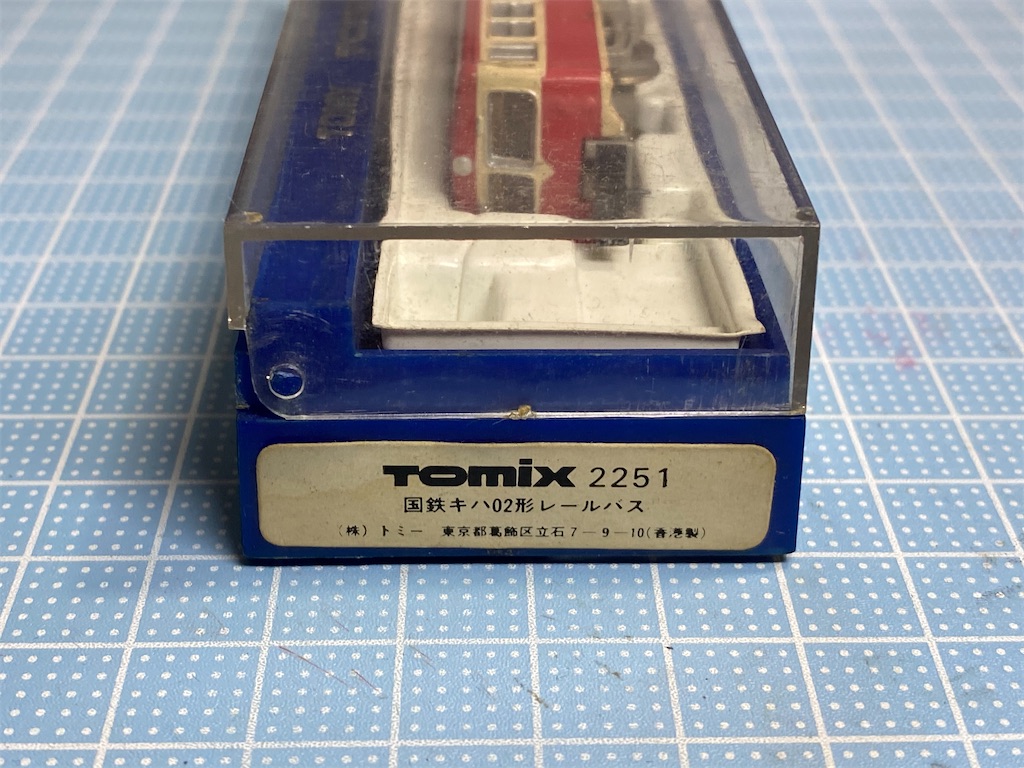 TOMIX 2251
国鉄キハ02形レールバス
(株) トミー 東京都葛飾区立石7-9-10(香港製)